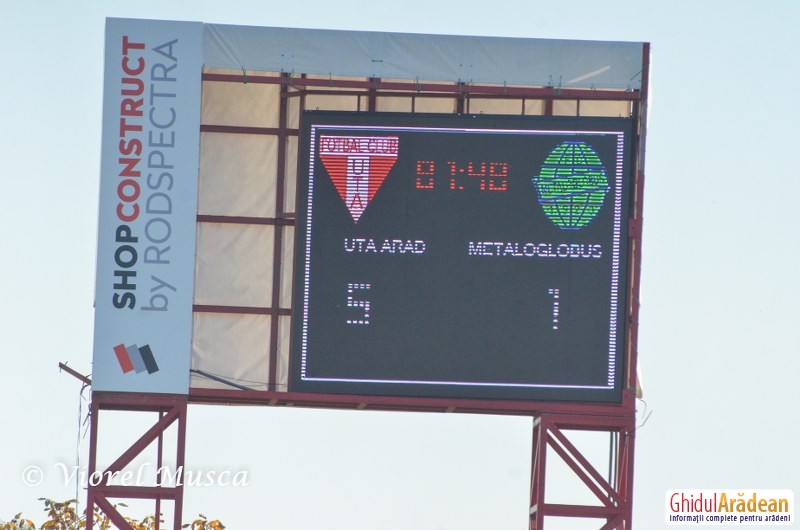 SHOPCONSTRUCT
by RODSPECTRA
FOTBAL CLUB
UTA
81:48
UTA ARAD
METALOGLOBUS
5
1
© Viorel Musca
GhidulArădean
informații complete pentru arădeni